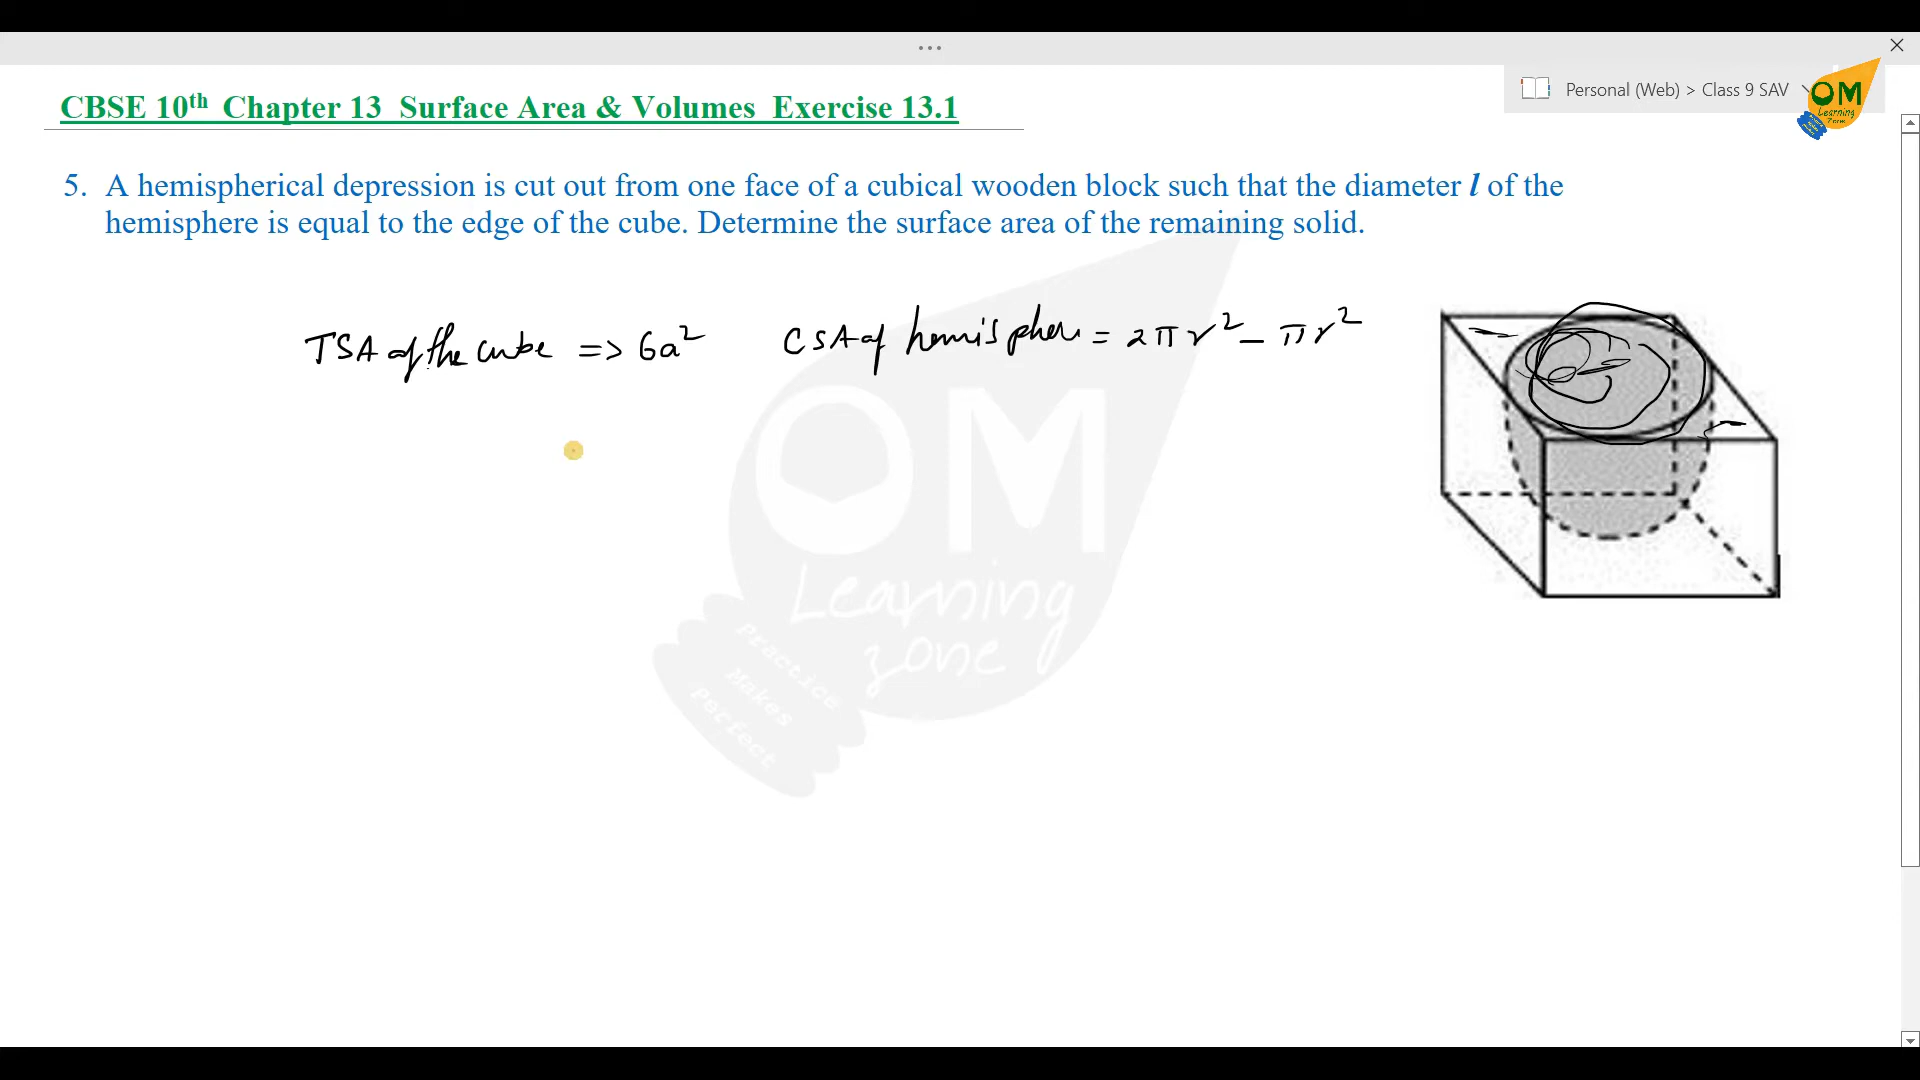 ...
Personal (Web) > Class 9 SAV
OM
Learning
Zone
CBSE 10th Chapter 13 Surface Area & Volumes Exercise 13.1
5. A hemispherical depression is cut out from one face of a cubical wooden block such that the diameter l of the
hemisphere is equal to the edge of the cube. Determine the surface area of the remaining solid.
TSA of the cube => 6a² CSA of hemisphere = 2πr² - πr²
OM
Learning
zone
Practice
Makes
Perfect